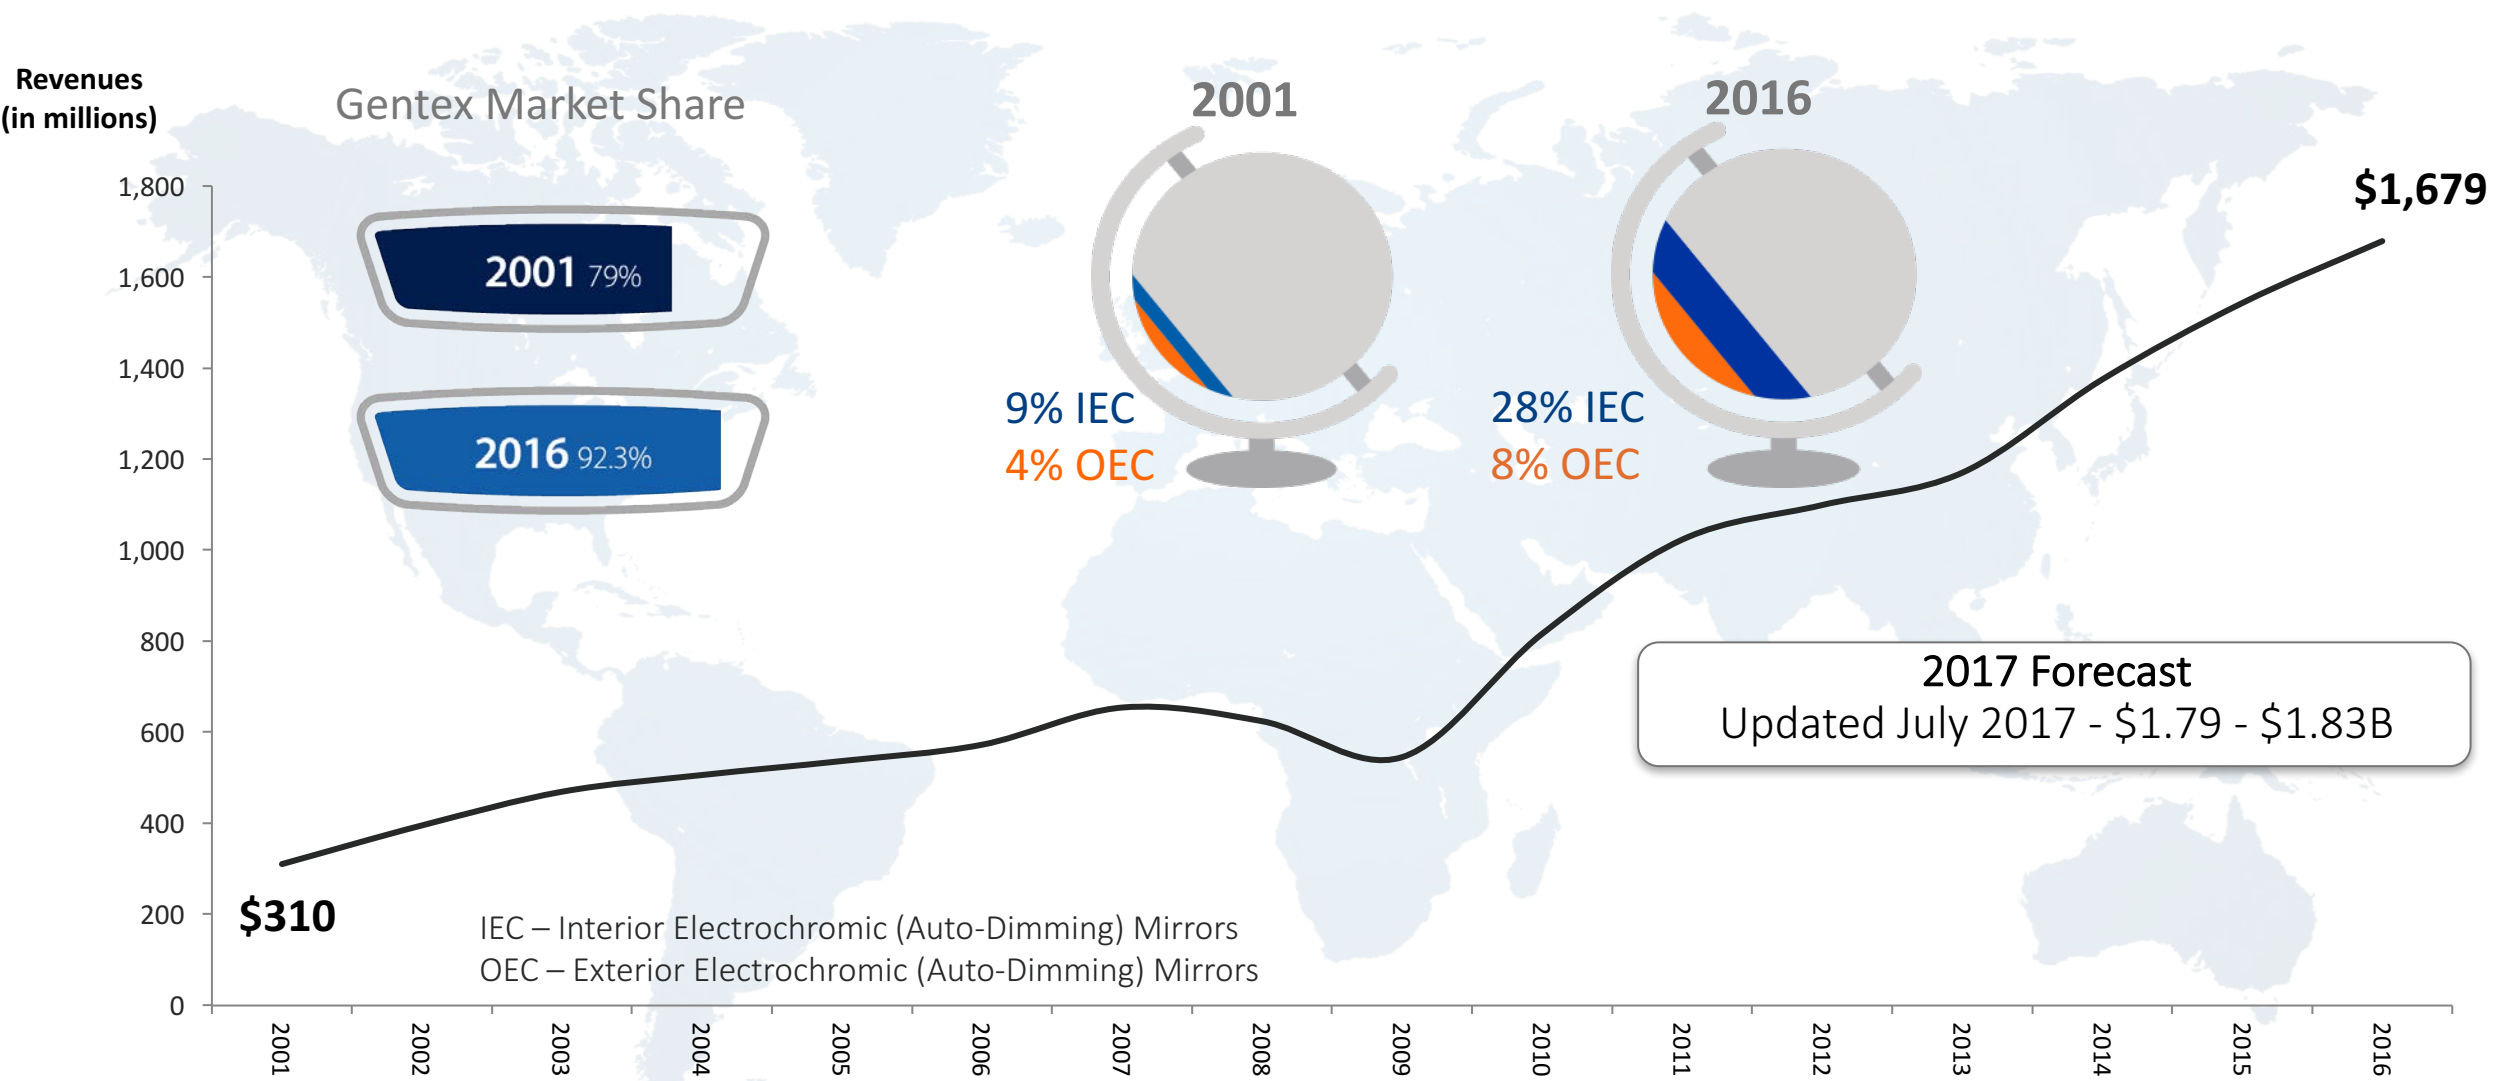 Revenues
(in millions)
Gentex Market Share
2001
2016
$1,679
1,800
1,600
1,400
1,200
1,000
800
600
400
200
0
2001 79%
2016 92.3%
9% IEC
4% OEC
28% IEC
8% OEC
2017 Forecast
Updated July 2017 - $1.79 - $1.83B
$310
IEC – Interior Electrochromic (Auto-Dimming) Mirrors
OEC – Exterior Electrochromic (Auto-Dimming) Mirrors
2001
2002
2003
2004
2005
2006
2007
2008
2009
2010
2011
2012
2013
2014
2015
2016